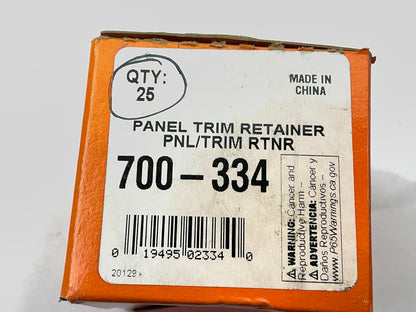 QTY:
25
MADE IN
CHINA
PANEL TRIM RETAINER
PNL/TRIM RTNR
700-334
0 19495 02334 0
20129-
⚠ WARNING: Cancer and
Reproductive Harm –
⚠ ADVERTENCIA: Cancer y
Daños Reproductivos –
www.P65Warnings.ca.gov